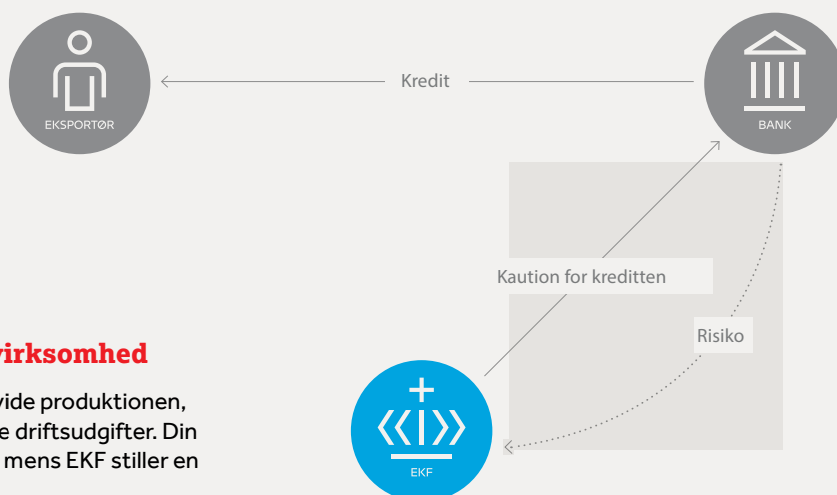 EKSPORTØR
Kredit
BANK
Kaution for kreditten
Risiko
EKF
virksomhed
vide produktionen,
e driftsudgifter. Din
mens EKF stiller en